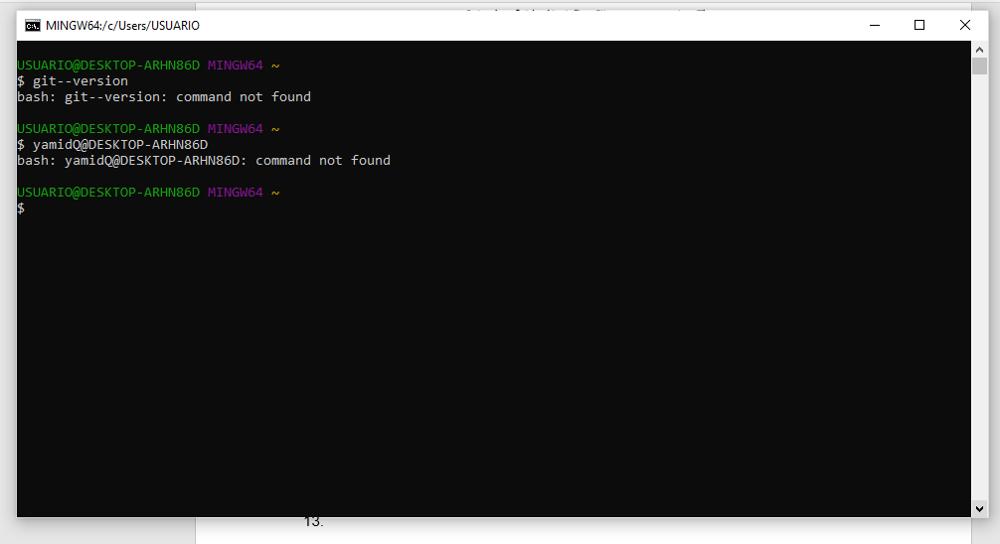 MINGW64:/c/Users/USUARIO
USUARIO@DESKTOP-ARHN86D MINGW64 ~
$ git--version
bash: git--version: command not found
USUARIO@DESKTOP-ARHN86D MINGW64 ~
$ yamidQ@DESKTOP-ARHN86D
bash: yamidQ@DESKTOP-ARHN86D: command not found
USUARIO@DESKTOP-ARHN86D MINGW64 ~
$
13.